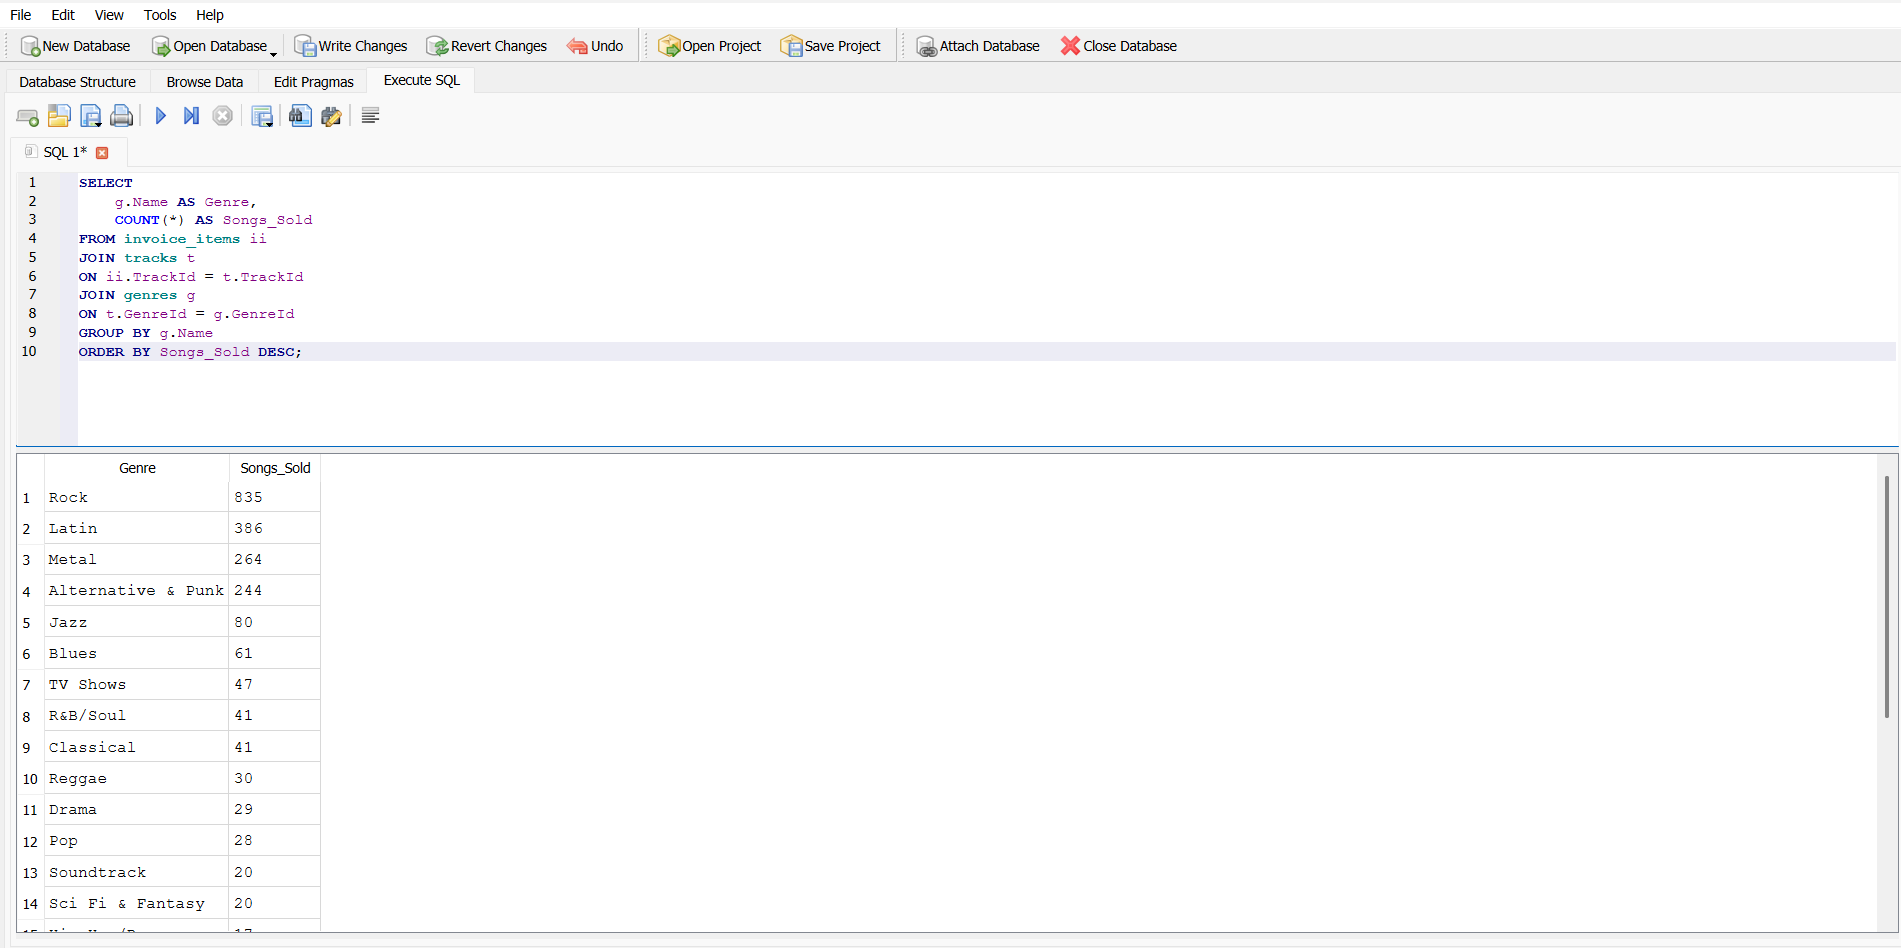 File Edit View Tools Help
New Database Open Database Write Changes Revert Changes Undo Open Project Save Project Attach Database Close Database
Database Structure Browse Data Edit Pragmas Execute SQL
SQL 1*
1 SELECT
2 g.Name AS Genre,
3 COUNT(*) AS Songs_Sold
4 FROM invoice_items ii
5 JOIN tracks t
6 ON ii.TrackId = t.TrackId
7 JOIN genres g
8 ON t.GenreId = g.GenreId
9 GROUP BY g.Name
10 ORDER BY Songs_Sold DESC;
Genre Songs_Sold
1 Rock 835
2 Latin 386
3 Metal 264
4 Alternative & Punk 244
5 Jazz 80
6 Blues 61
7 TV Shows 47
8 R&B/Soul 41
9 Classical 41
10 Reggae 30
11 Drama 29
12 Pop 28
13 Soundtrack 20
14 Sci Fi & Fantasy 20